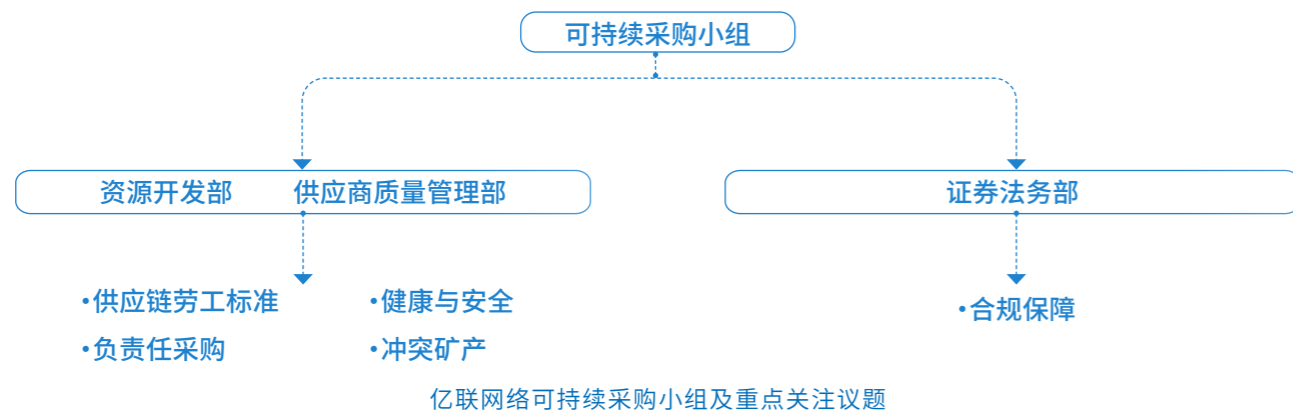 可持续采购小组
资源开发部 供应商质量管理部
证券法务部
•供应链劳工标准 •健康与安全
•负责任采购 •冲突矿产
•合规保障
亿联网络可持续采购小组及重点关注议题